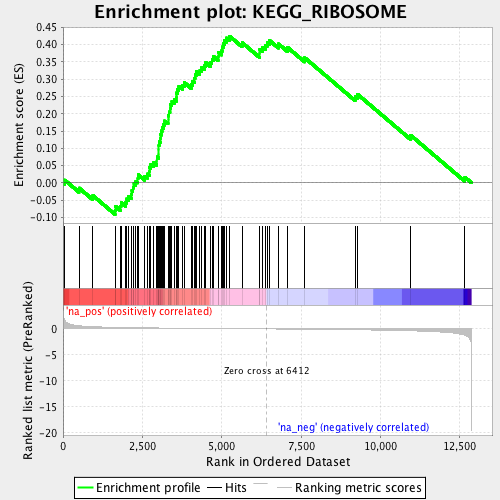 Enrichment plot: KEGG_RIBOSOME
Enrichment score (ES)
0.45
0.40
0.35
0.30
0.25
0.20
0.15
0.10
0.05
0.00
-0.05
-0.10
'na_pos' (positively correlated)
Ranked list metric (PreRanked)
0
-5
-10
-15
-20
Zero cross at 6412
'na_neg' (negatively correlated)
0 2,500 5,000 7,500 10,000 12,500
Rank in Ordered Dataset
Enrichment profile Hits Ranking metric scores